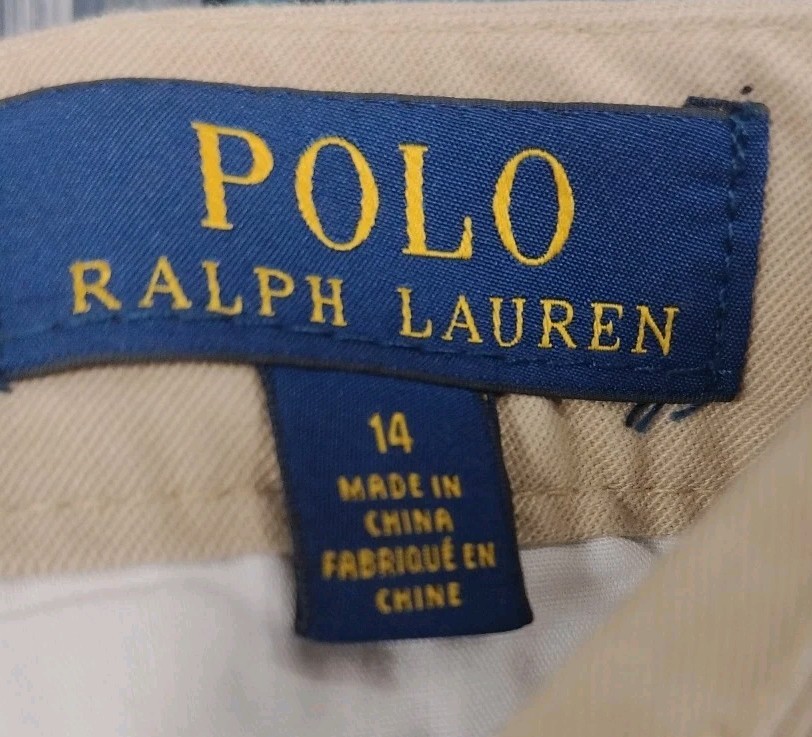 POLO
RALPH LAUREN
14
MADE IN
CHINA
FABRIQUÉ EN
CHINE